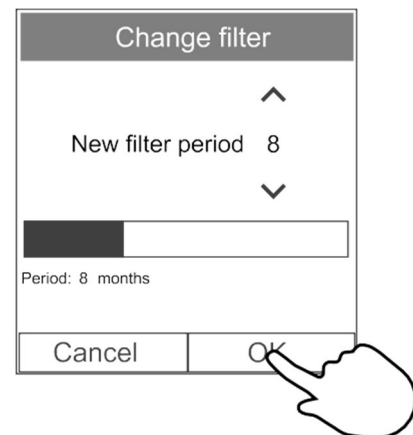 Change filter
New filter period 8
Period: 8 months
Cancel OK